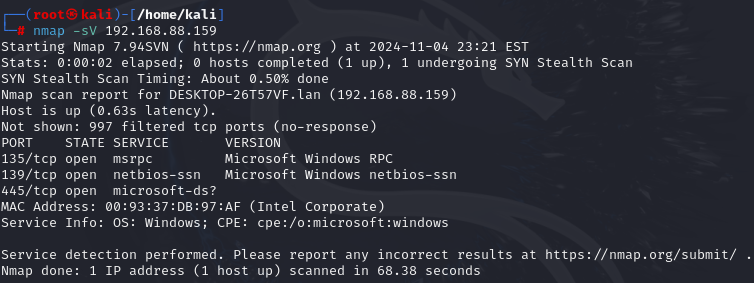 ┌──(root㉿kali)-[/home/kali]
└─# nmap -sV 192.168.88.159
Starting Nmap 7.94SVN ( https://nmap.org ) at 2024-11-04 23:21 EST
Stats: 0:00:02 elapsed; 0 hosts completed (1 up), 1 undergoing SYN Stealth Scan
SYN Stealth Scan Timing: About 0.50% done
Nmap scan report for DESKTOP-26T57VF.lan (192.168.88.159)
Host is up (0.63s latency).
Not shown: 997 filtered tcp ports (no-response)
PORT    STATE SERVICE       VERSION
135/tcp open  msrpc         Microsoft Windows RPC
139/tcp open  netbios-ssn   Microsoft Windows netbios-ssn
445/tcp open  microsoft-ds?
MAC Address: 00:93:37:DB:97:AF (Intel Corporate)
Service Info: OS: Windows; CPE: cpe:/o:microsoft:windows

Service detection performed. Please report any incorrect results at https://nmap.org/submit/ .
Nmap done: 1 IP address (1 host up) scanned in 68.38 seconds